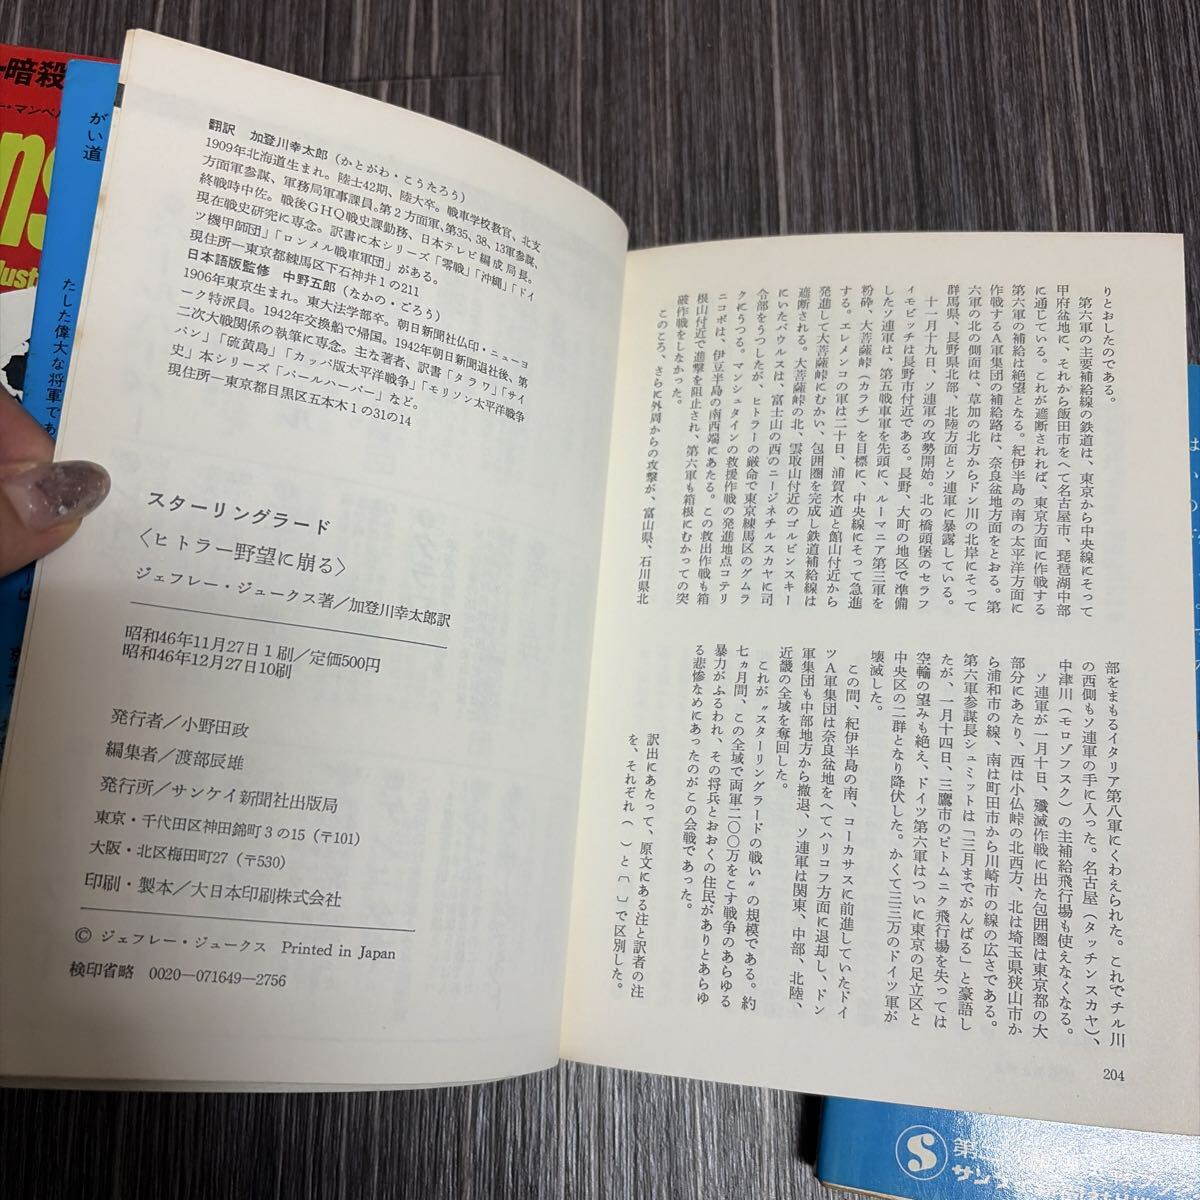 翻訳　加登川幸太郎（かとがわ・こうたろう）
1909年北海道生まれ。陸士42期、陸大卒。戦車学校教官、北支
方面軍参謀、軍務局軍事課員。第２方面軍、第35、38、13軍参謀、
終戦時中佐。戦後ＧＨＱ戦史課勤務、日本テレビ編成局長。
現在戦史研究に専念。訳書に本シリーズ「零戦」「沖縄」「ドイ
ツ機甲師団」「ロンメル戦車軍団」がある。
現住所―東京都練馬区下石神井１の211
日本語版監修　中野五郎（なかの・ごろう）
1906年東京生まれ。東大法学部卒。朝日新聞社仏印・ニューヨ
ーク特派員。1942年交換船で帰国。1942年朝日新聞退社後、第
二次大戦関係の執筆に専念。主な著者、訳書「タラワ」「サイ
パン」「硫黄島」「カッパ版太平洋戦争」「モリソン太平洋戦争
史」本シリーズ「パールハーバー」など。
現住所―東京都目黒区五本木１の31の14
スターリングラード
〈ヒトラー野望に崩る〉
ジェフレー・ジュークス著／加登川幸太郎訳
昭和46年11月27日１刷／定価500円
昭和46年12月27日10刷
発行者／小野田政
編集者／渡部辰雄
発行所／サンケイ新聞社出版局
東京・千代田区神田錦町３の15（〒101）
大阪・北区梅田町27（〒530）
印刷・製本／大日本印刷株式会社
© ジェフレー・ジュークス　Printed in Japan
検印省略　0020―071649―2756
りとおしたのである。
第六軍の主要補給線の鉄道は、東京から中央線にそって
甲府盆地に、それから飯田市をへて名古屋市、琵琶湖中部
に通じている。これが遮断されれば、東京方面に作戦する
第六軍の補給は絶望となる。紀伊半島の南の太平洋方面に
作戦するＡ軍集団の補給路は、奈良盆地方面をとおる。第
六軍の北の側面は、草加の北方からドン川の北岸にそって
群馬県、長野県北部、北陸方面とソ連軍に暴露している。
十一月十九日、ソ連軍の攻勢開始。北の橋頭堡のセラフ
ィモビッチは長野市付近である。長野、大町の地区で準備
したソ連軍は、第五戦車軍を先頭に、ルーマニア第三軍を
粉砕、大菩薩峠（カラチ）を目標に、中央線にそって急進
する。エレメンコの軍は二十日、浦賀水道と館山付近から
発進して大菩薩峠にむかい、包囲圏を完成し鉄道補給線は
遮断される。大菩薩峠の北、雲取山付近のゴルビンスキー
にいたパウルスは、富士山の西のニージネチルスカヤに司
令部をうつしたが、ヒトラーの厳命で東京練馬区のグムラ
クにうつる。マンシュタインの救援作戦の発進地点コテリ
ニコボは、伊豆半島の南西端にあたる。この救出作戦も箱
根山付近で進撃を阻止され、第六軍も箱根にむかっての突
破作戦をしなかった。
このころ、さらに外周からの攻撃が、富山県、石川県北
部をまもるイタリア第八軍にくわえられた。これでチル川
の西側もソ連軍の手に入った。名古屋（タッチンスカヤ）、
中津川（モロゾフスク）の主補給飛行場も使えなくなる。
ソ連軍が一月十日、殲滅作戦に出た包囲圏は東京都の大
部分にあたり、西は小仏峠の北西方、北は埼玉県狭山市か
ら浦和市の線、南は町田市から川崎市の線の広さである。
第六軍参謀長シュミットは「三月までがんばる」と豪語し
たが、一月十四日、三鷹市のピトムニク飛行場を失っては
空輸の望みも絶え、ドイツ第六軍はついに東京の足立区と
中央区の二群となり降伏した。かくて三三万のドイツ軍が
壊滅した。
この間、紀伊半島の南、コーカサスに前進していたドイ
ツＡ軍集団は奈良盆地をへてハリコフ方面に退却し、ドン
軍集団も中部地方から撤退、ソ連軍は関東、中部、北陸、
近畿の全域を奪回した。
これが〝スターリングラードの戦い〟の規模である。約
七ヵ月間、この全域で両軍二〇〇万をこす戦争のあらゆる
暴力がふるわれ、その将兵とおおくの住民がありとあらゆ
る悲惨なめにあったのがこの会戦であった。
訳出にあたって、原文にある注と訳者の注
を、それぞれ（　）と〔　〕で区別した。
204
暗殺
ー・マンベル
ns
lust
がい道
たした偉大な将軍であ
S
第二
サン